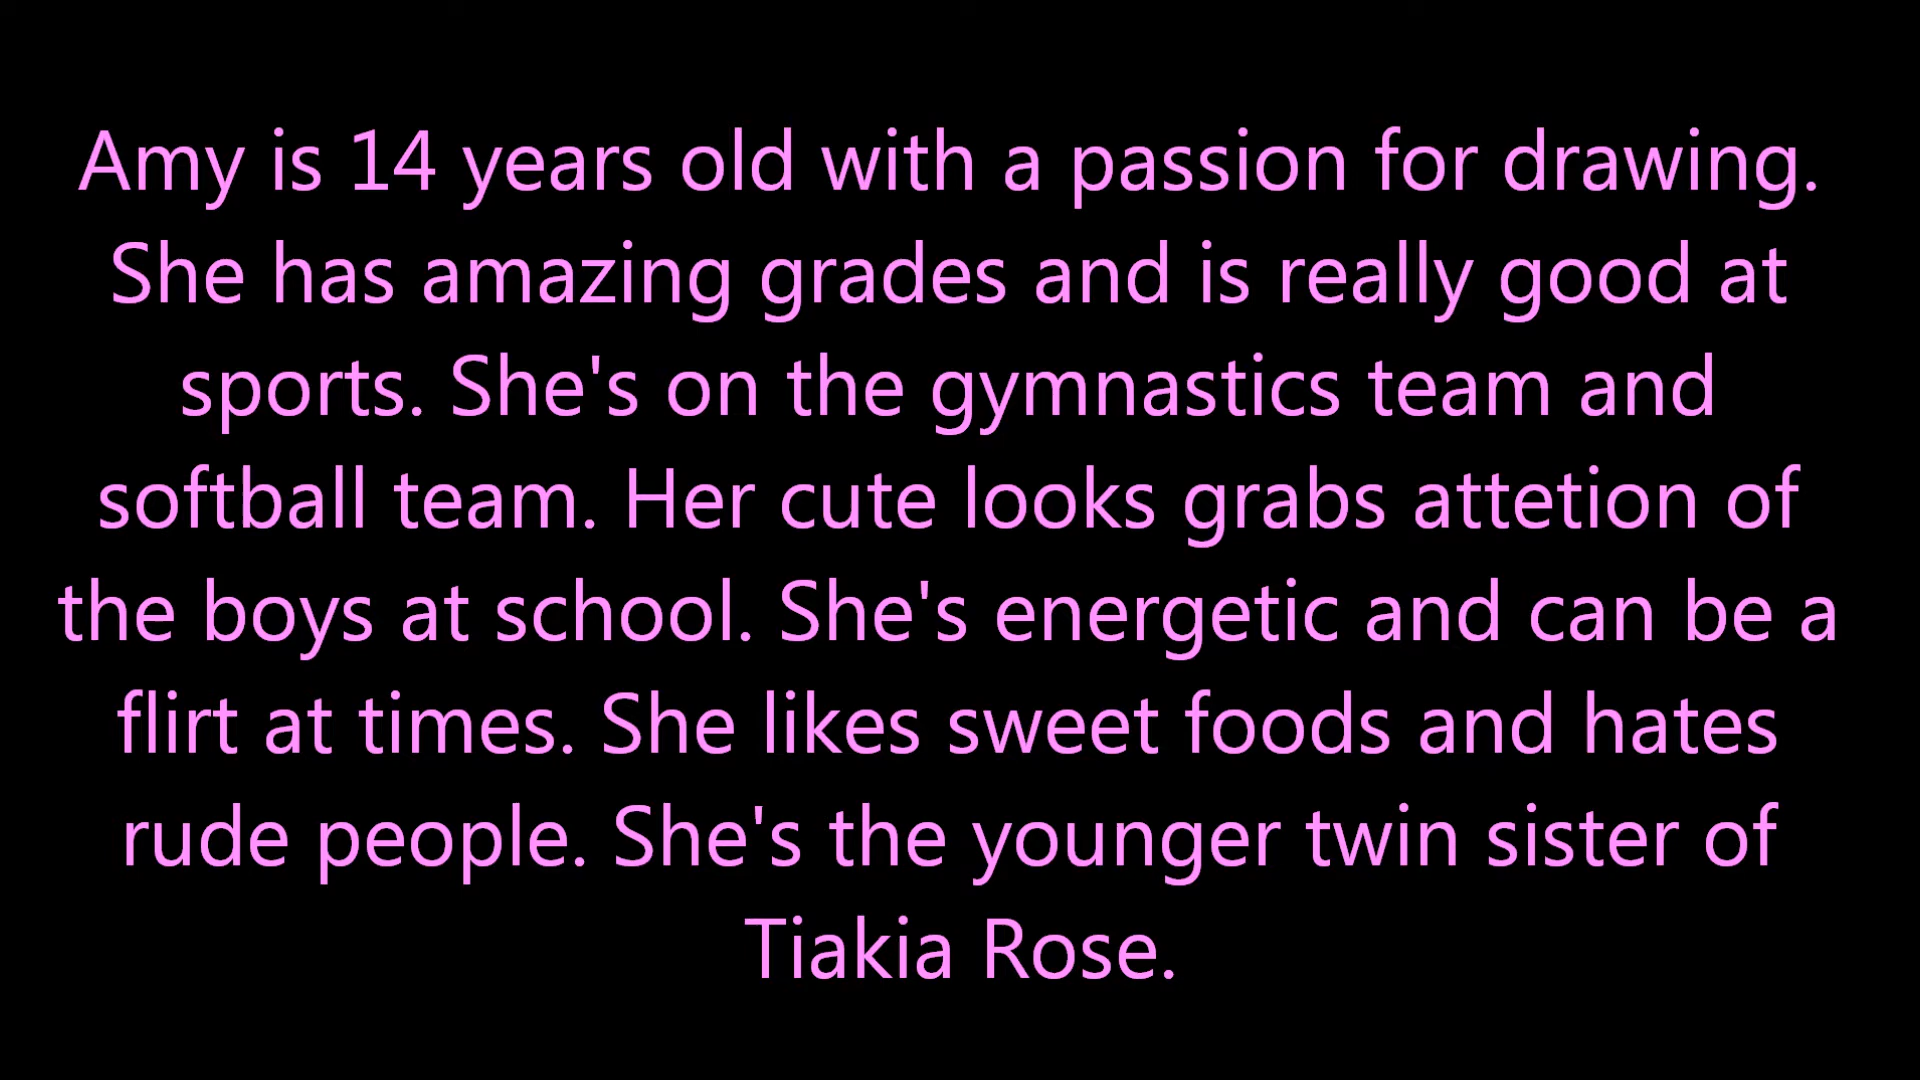 Amy is 14 years old with a passion for drawing.
She has amazing grades and is really good at
sports. She's on the gymnastics team and
softball team. Her cute looks grabs attetion of
the boys at school. She's energetic and can be a
flirt at times. She likes sweet foods and hates
rude people. She's the younger twin sister of
Tiakia Rose.